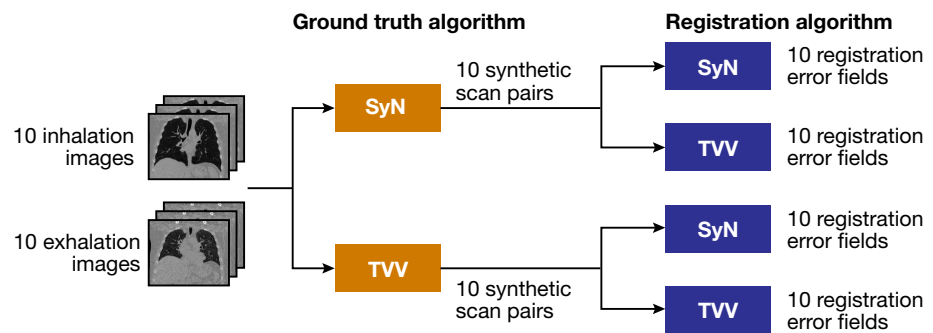 Ground truth algorithm
Registration algorithm
10 inhalation
images
10 exhalation
images
SyN
10 synthetic
scan pairs
TVV
10 synthetic
scan pairs
SyN
10 registration
error fields
TVV
10 registration
error fields
SyN
10 registration
error fields
TVV
10 registration
error fields